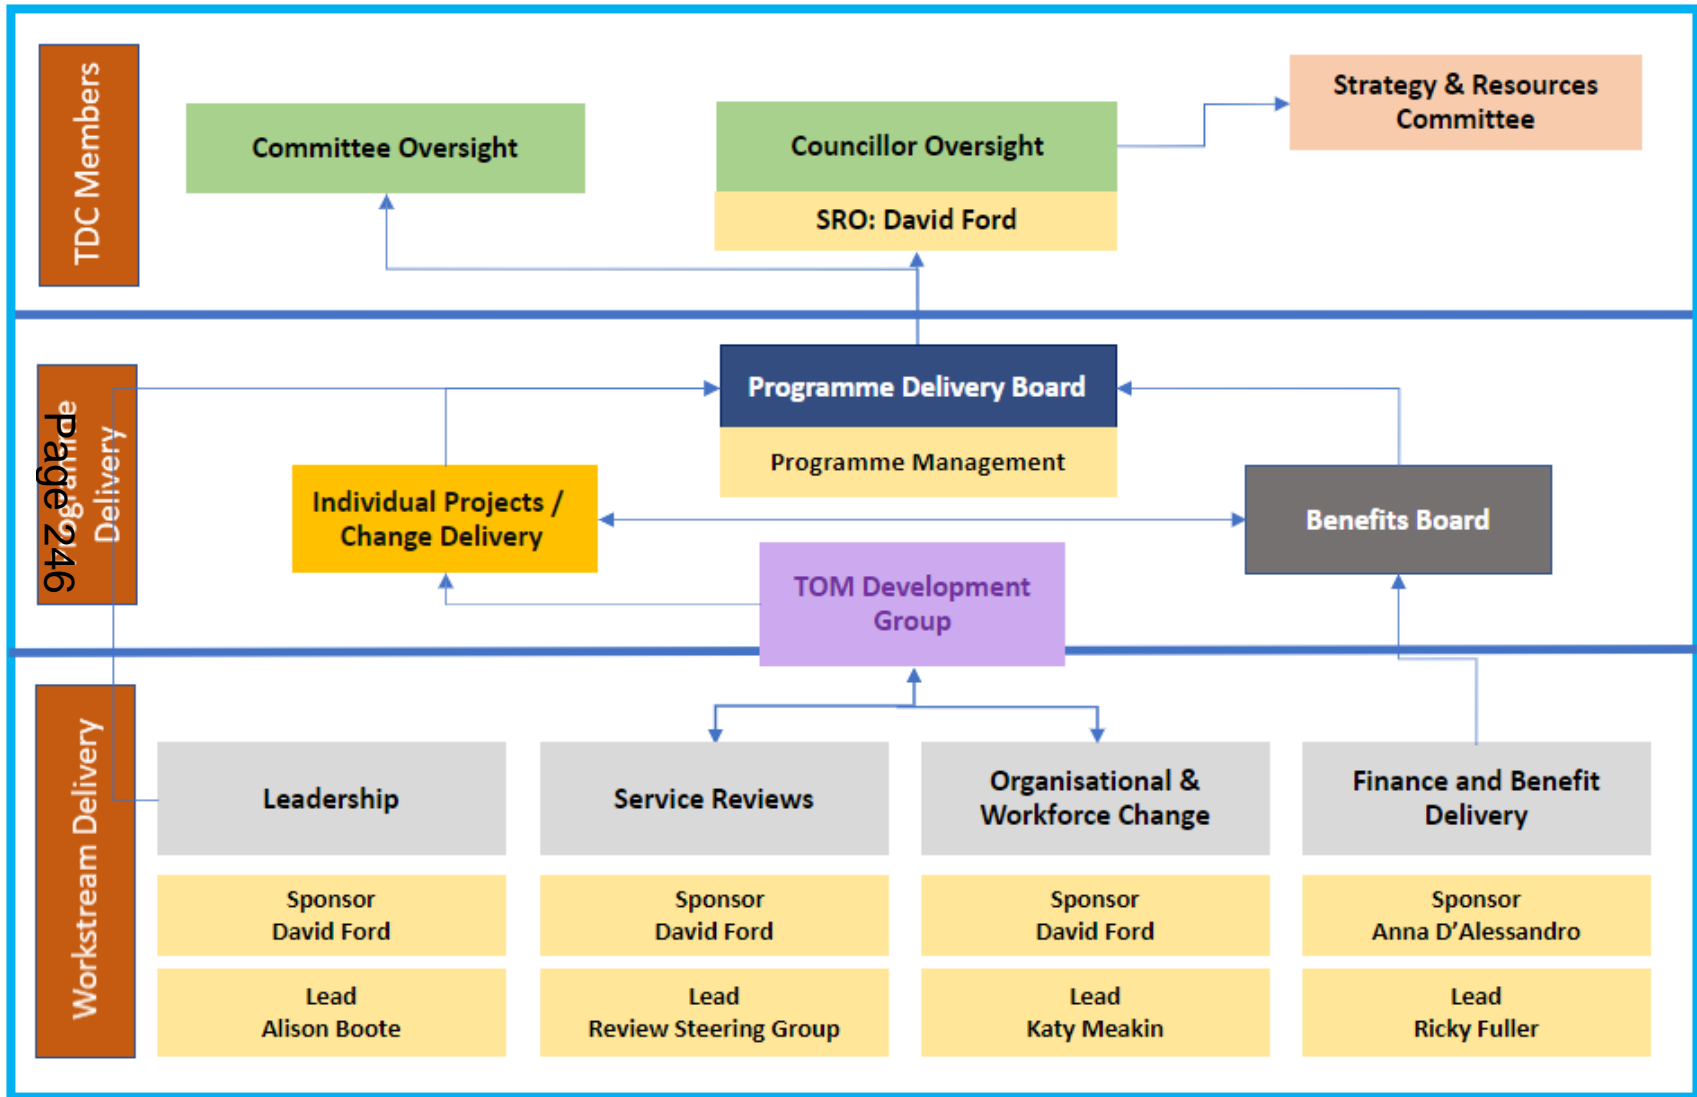 TDC Members
Committee Oversight
Councillor Oversight
SRO: David Ford
Strategy & Resources
Committee
Programme
Delivery
Page 246
Programme Delivery Board
Programme Management
Individual Projects /
Change Delivery
Benefits Board
TOM Development
Group
Workstream Delivery
Leadership
Service Reviews
Organisational &
Workforce Change
Finance and Benefit
Delivery
Sponsor
David Ford
Sponsor
David Ford
Sponsor
David Ford
Sponsor
Anna D’Alessandro
Lead
Alison Boote
Lead
Review Steering Group
Lead
Katy Meakin
Lead
Ricky Fuller